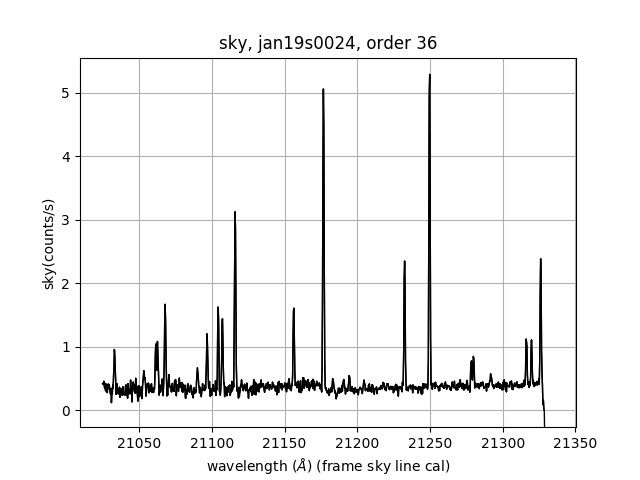 sky, jan19s0024, order 36
sky(counts/s)
5
4
3
2
1
0
21050 21100 21150 21200 21250 21300 21350
wavelength (Å) (frame sky line cal)